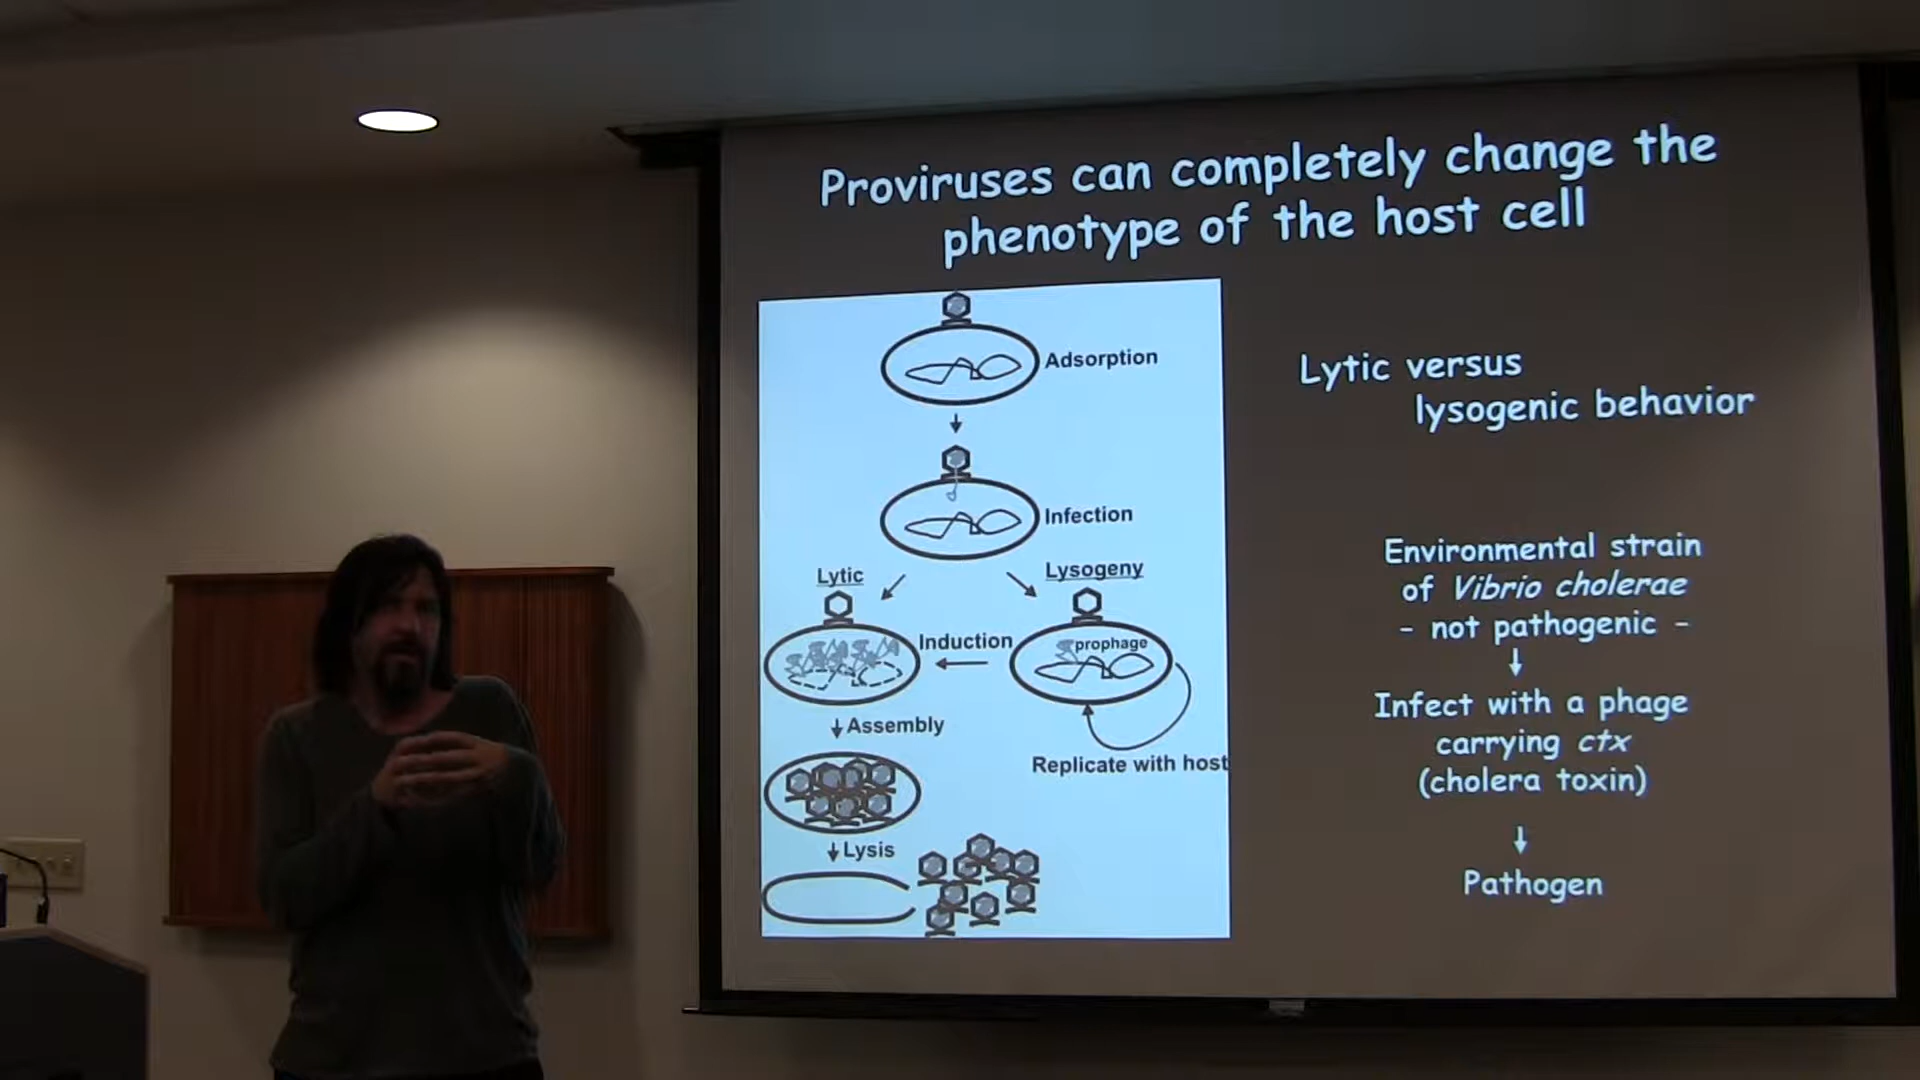 Proviruses can completely change the
phenotype of the host cell
Adsorption
Infection
Lytic
Lysogeny
Induction
prophage
Assembly
Replicate with host
Lysis
Lytic versus
lysogenic behavior
Environmental strain
of Vibrio cholerae
- not pathogenic -
Infect with a phage
carrying ctx
(cholera toxin)
Pathogen